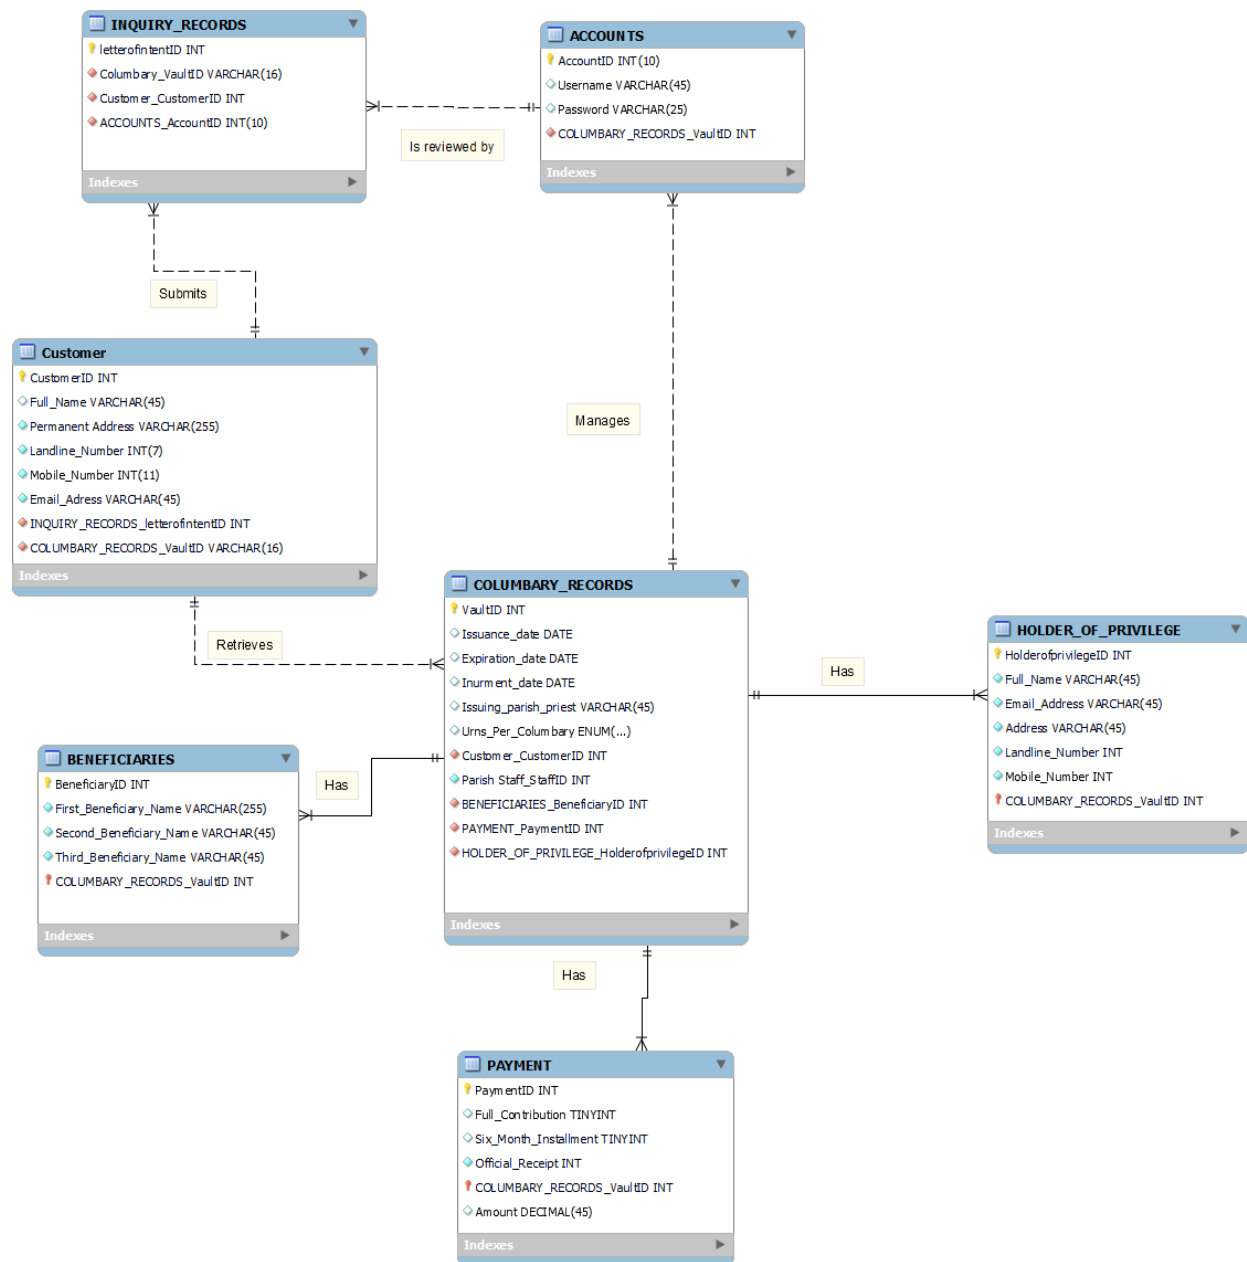 INQUIRY_RECORDS
letterofintentID INT
Columbary_VaultID VARCHAR(16)
Customer_CustomerID INT
ACCOUNTS_AccountID INT(10)
Indexes
ACCOUNTS
AccountID INT(10)
Username VARCHAR(45)
Password VARCHAR(25)
COLUMBARY_RECORDS_VaultID INT
Indexes
Is reviewed by
Submits
Customer
CustomerID INT
Full_Name VARCHAR(45)
Permanent Address VARCHAR(255)
Landline_Number INT(7)
Mobile_Number INT(11)
Email_Adress VARCHAR(45)
INQUIRY_RECORDS_letterofintentID INT
COLUMBARY_RECORDS_VaultID VARCHAR(16)
Indexes
Manages
Retrieves
COLUMBARY_RECORDS
VaultID INT
Issuance_date DATE
Expiration_date DATE
Inurment_date DATE
Issuing_parish_priest VARCHAR(45)
Urns_Per_Columbary ENUM(...)
Customer_CustomerID INT
Parish Staff_StaffID INT
BENEFICIARIES_BeneficiaryID INT
PAYMENT_PaymentID INT
HOLDER_OF_PRIVILEGE_HolderofprivilegeID INT
Indexes
Has
HOLDER_OF_PRIVILEGE
HolderofprivilegeID INT
Full_Name VARCHAR(45)
Email_Address VARCHAR(45)
Address VARCHAR(45)
Landline_Number INT
Mobile_Number INT
COLUMBARY_RECORDS_VaultID INT
Indexes
BENEFICIARIES
BeneficiaryID INT
First_Beneficiary_Name VARCHAR(255)
Second_Beneficiary_Name VARCHAR(45)
Third_Beneficiary_Name VARCHAR(45)
COLUMBARY_RECORDS_VaultID INT
Indexes
Has
Has
PAYMENT
PaymentID INT
Full_Contribution TINYINT
Six_Month_Installment TINYINT
Official_Receipt INT
COLUMBARY_RECORDS_VaultID INT
Amount DECIMAL(45)
Indexes